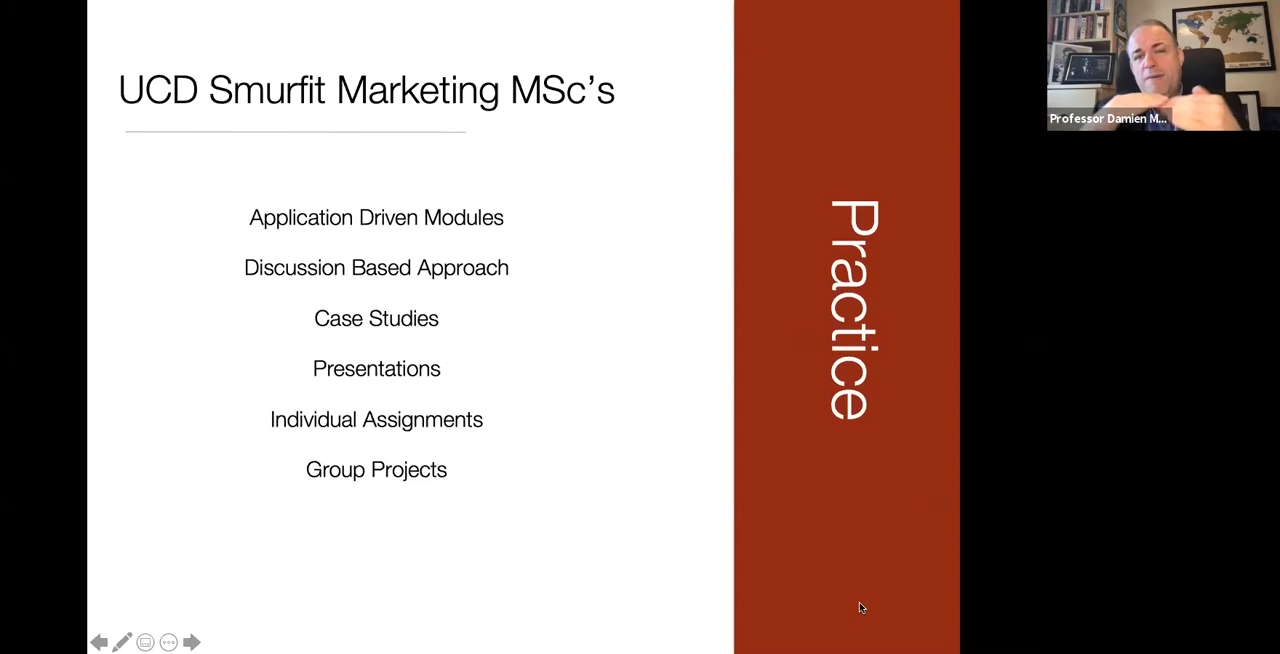 UCD Smurfit Marketing MSc's
Application Driven Modules
Discussion Based Approach
Case Studies
Presentations
Individual Assignments
Group Projects
Practice
Professor Damien M...